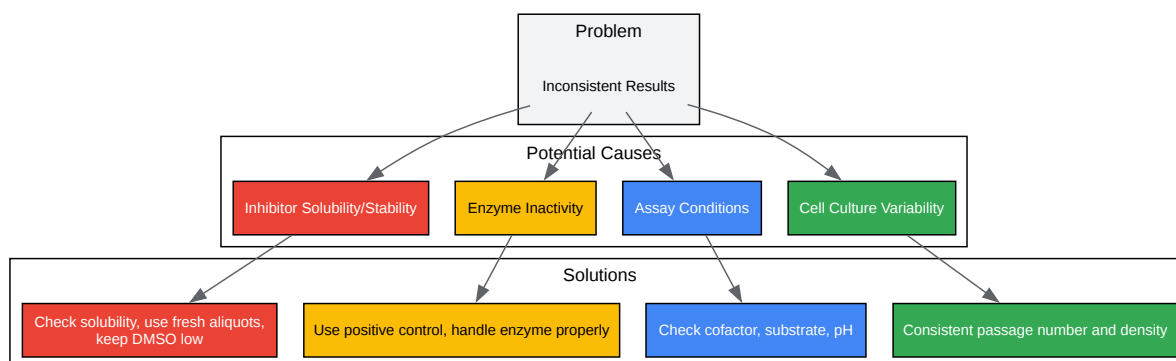 Problem
Inconsistent Results
Potential Causes
Inhibitor Solubility/Stability
Enzyme Inactivity
Assay Conditions
Cell Culture Variability
Solutions
Check solubility, use fresh aliquots,
keep DMSO low
Use positive control, handle enzyme properly
Check cofactor, substrate, pH
Consistent passage number and density